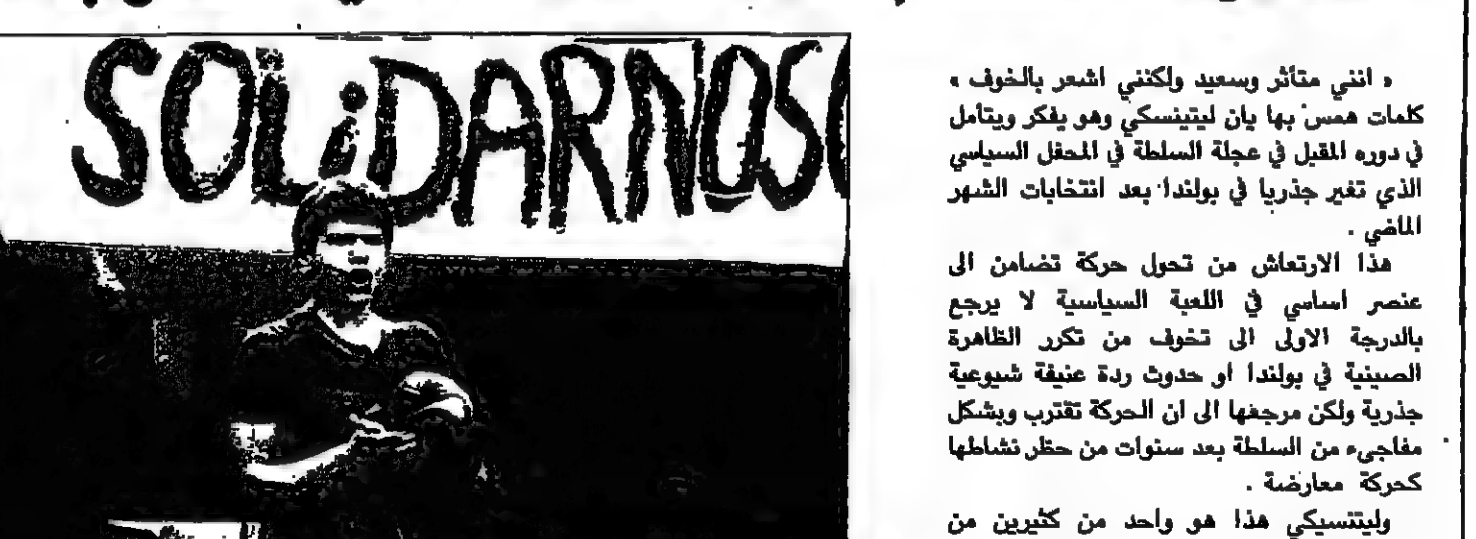 SOLiDARNOSC
« انني متأثر وسعيد ولكنني اشعر بالخوف »
كلمات همس بها يان ليتينسكي وهو يفكر ويتأمل
في دوره المقبل في عجلة السلطة في المحفل السياسي
الذي تغير جذريا في بولندا بعد انتخابات الشهر
الماضي .
هذا الارتعاش من تحول حركة تضامن الى
عنصر اساسي في اللعبة السياسية لا يرجع
بالدرجة الاولى الى تخوف من تكرر الظاهرة
الصينية في بولندا او حدوث ردة عنيفة شيوعية
جذرية ولكن مرجعها الى ان الحركة تقترب وبشكل
مفاجيء من السلطة بعد سنوات من حظر نشاطها
كحركة معارضة .
وليتنسيكي هذا هو واحد من كثيرين من